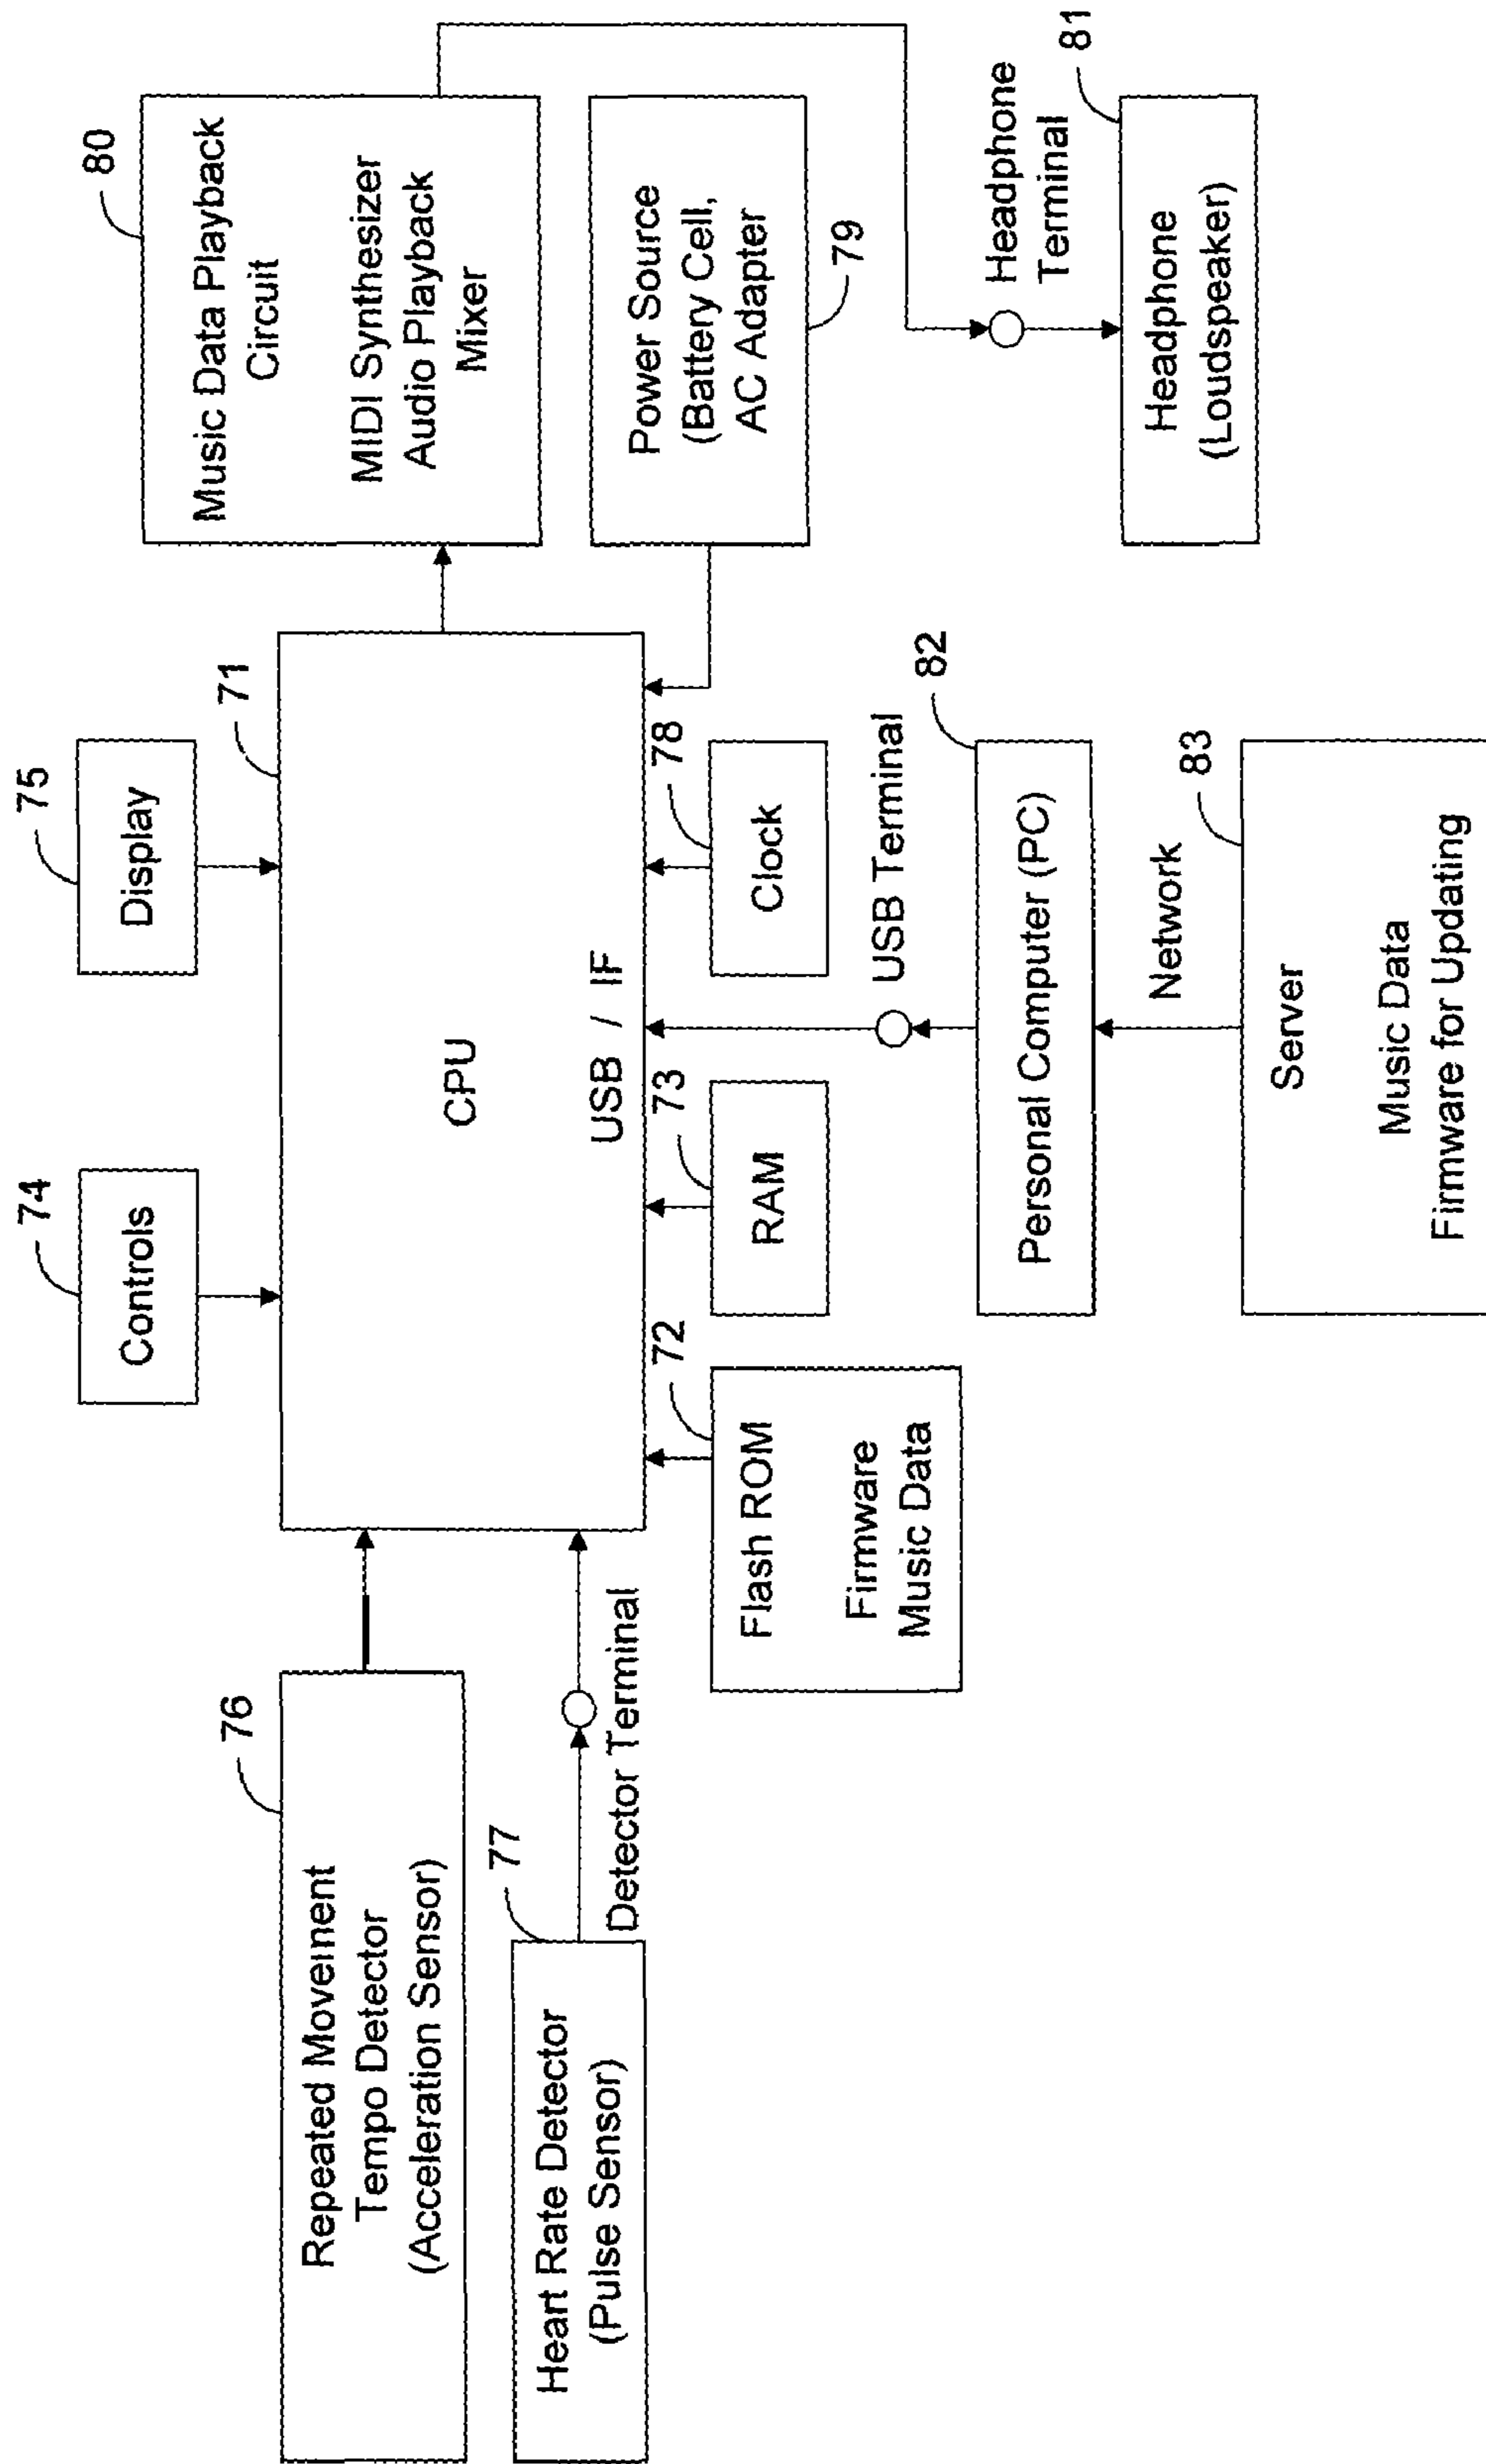 74
Controls
75
Display
80
Music Data Playback
Circuit
MIDI Synthesizer
Audio Playback
Mixer
76
Repeated Movement
Tempo Detector
(Acceleration Sensor)
71
CPU
USB / IF
77
Heart Rate Detector
(Pulse Sensor)
Detector Terminal
Power Source
(Battery Cell,
AC Adapter
79
72
Flash ROM
Firmware
Music Data
73
RAM
78
Clock
USB Terminal
82
Personal Computer (PC)
Network
83
Server
Music Data
Firmware for Updating
Headphone
Terminal
81
Headphone
(Loudspeaker)